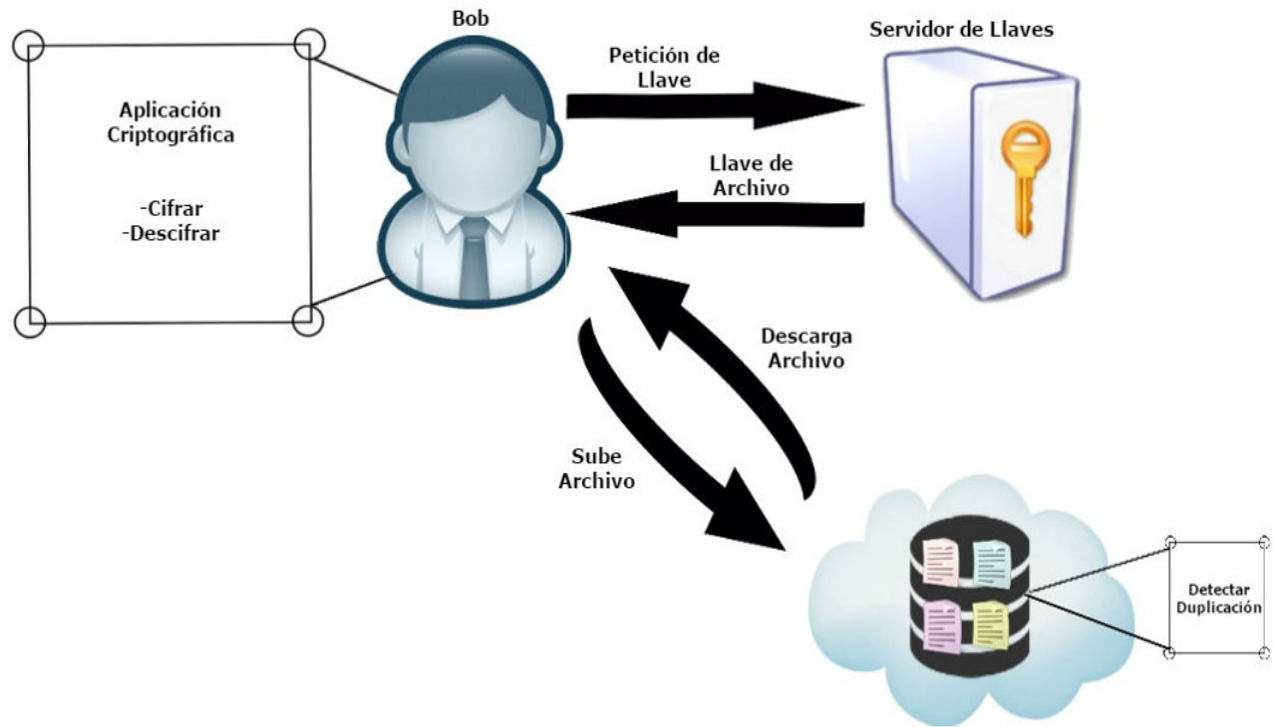 Bob
Servidor de Llaves
Petición de
Llave
Aplicación
Criptográfica
-Cifrar
-Descifrar
Llave de
Archivo
Descarga
Archivo
Sube
Archivo
Detectar
Duplicación